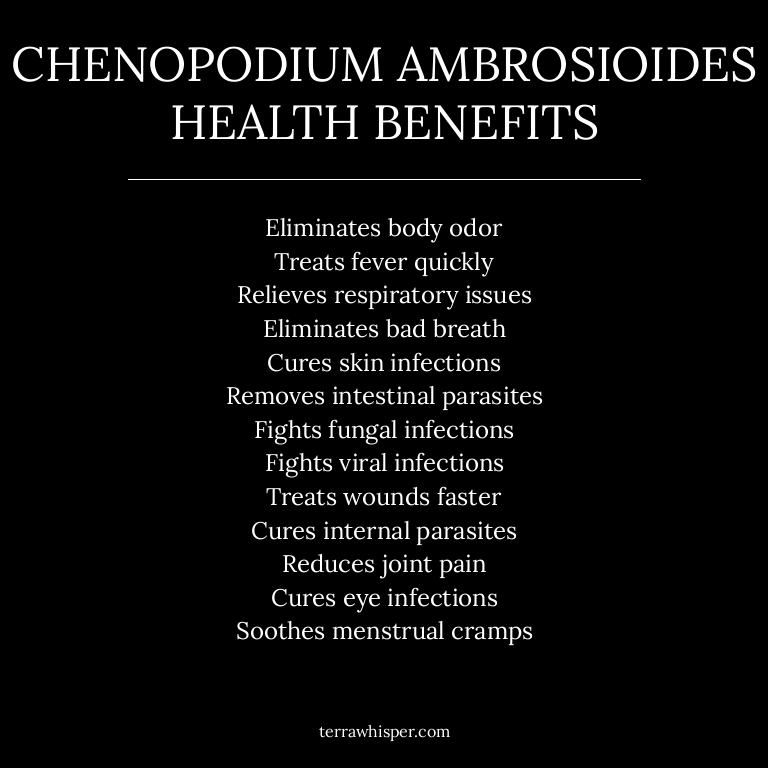 CHENOPODIUM AMBROSIOIDES
HEALTH BENEFITS
Eliminates body odor
Treats fever quickly
Relieves respiratory issues
Eliminates bad breath
Cures skin infections
Removes intestinal parasites
Fights fungal infections
Fights viral infections
Treats wounds faster
Cures internal parasites
Reduces joint pain
Cures eye infections
Soothes menstrual cramps
terrawhisper.com